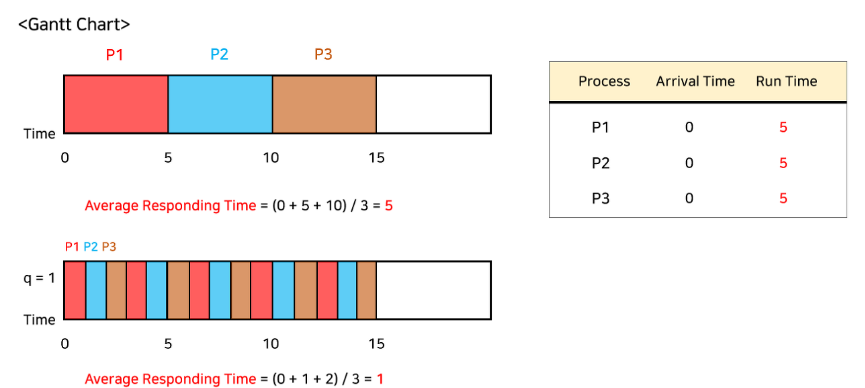 <Gantt Chart>
P1 P2 P3
Time
0 5 10 15
Average Responding Time = (0 + 5 + 10) / 3 = 5
Process Arrival Time Run Time
P1 0 5
P2 0 5
P3 0 5
P1 P2 P3
q = 1
Time
0 5 10 15
Average Responding Time = (0 + 1 + 2) / 3 = 1